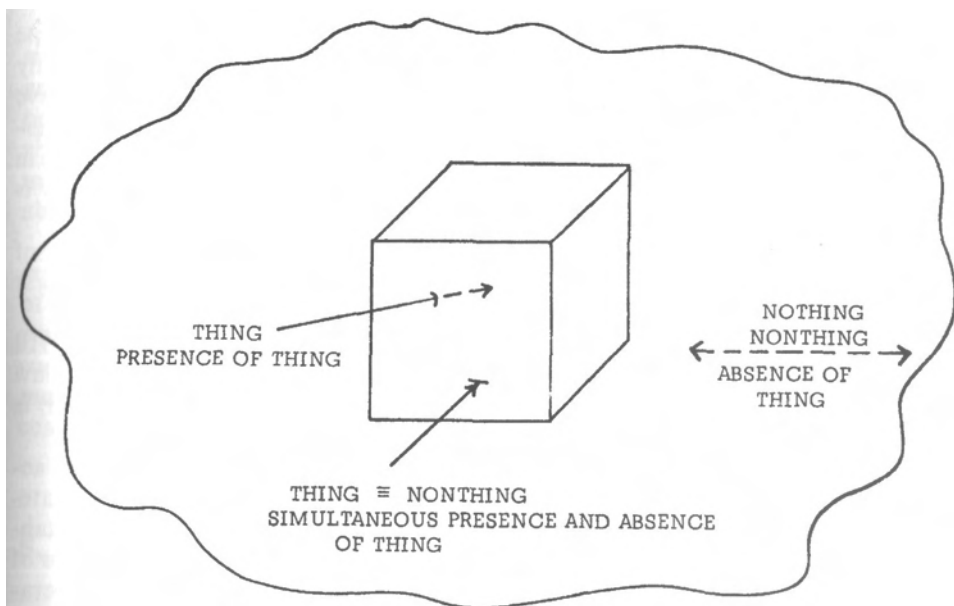 THING
PRESENCE OF THING
NOTHING
NONTHING
ABSENCE OF
THING
THING ≅ NONTHING
SIMULTANEOUS PRESENCE AND ABSENCE
OF THING